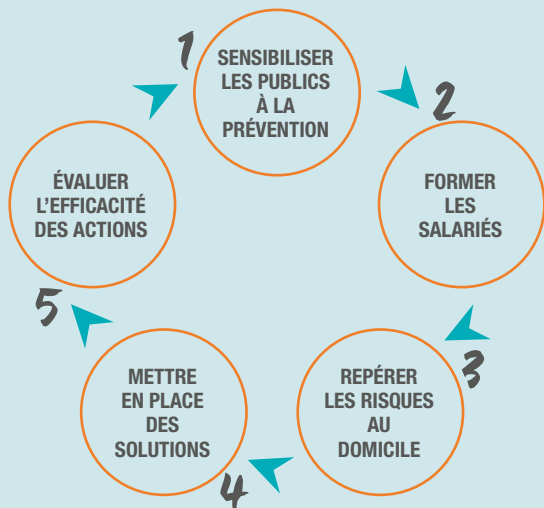 1
SENSIBILISER
LES PUBLICS
À LA
PRÉVENTION
2
FORMER
LES
SALARIÉS
3
REPÉRER
LES RISQUES
AU
DOMICILE
4
METTRE
EN PLACE
DES
SOLUTIONS
5
ÉVALUER
L'EFFICACITÉ
DES ACTIONS